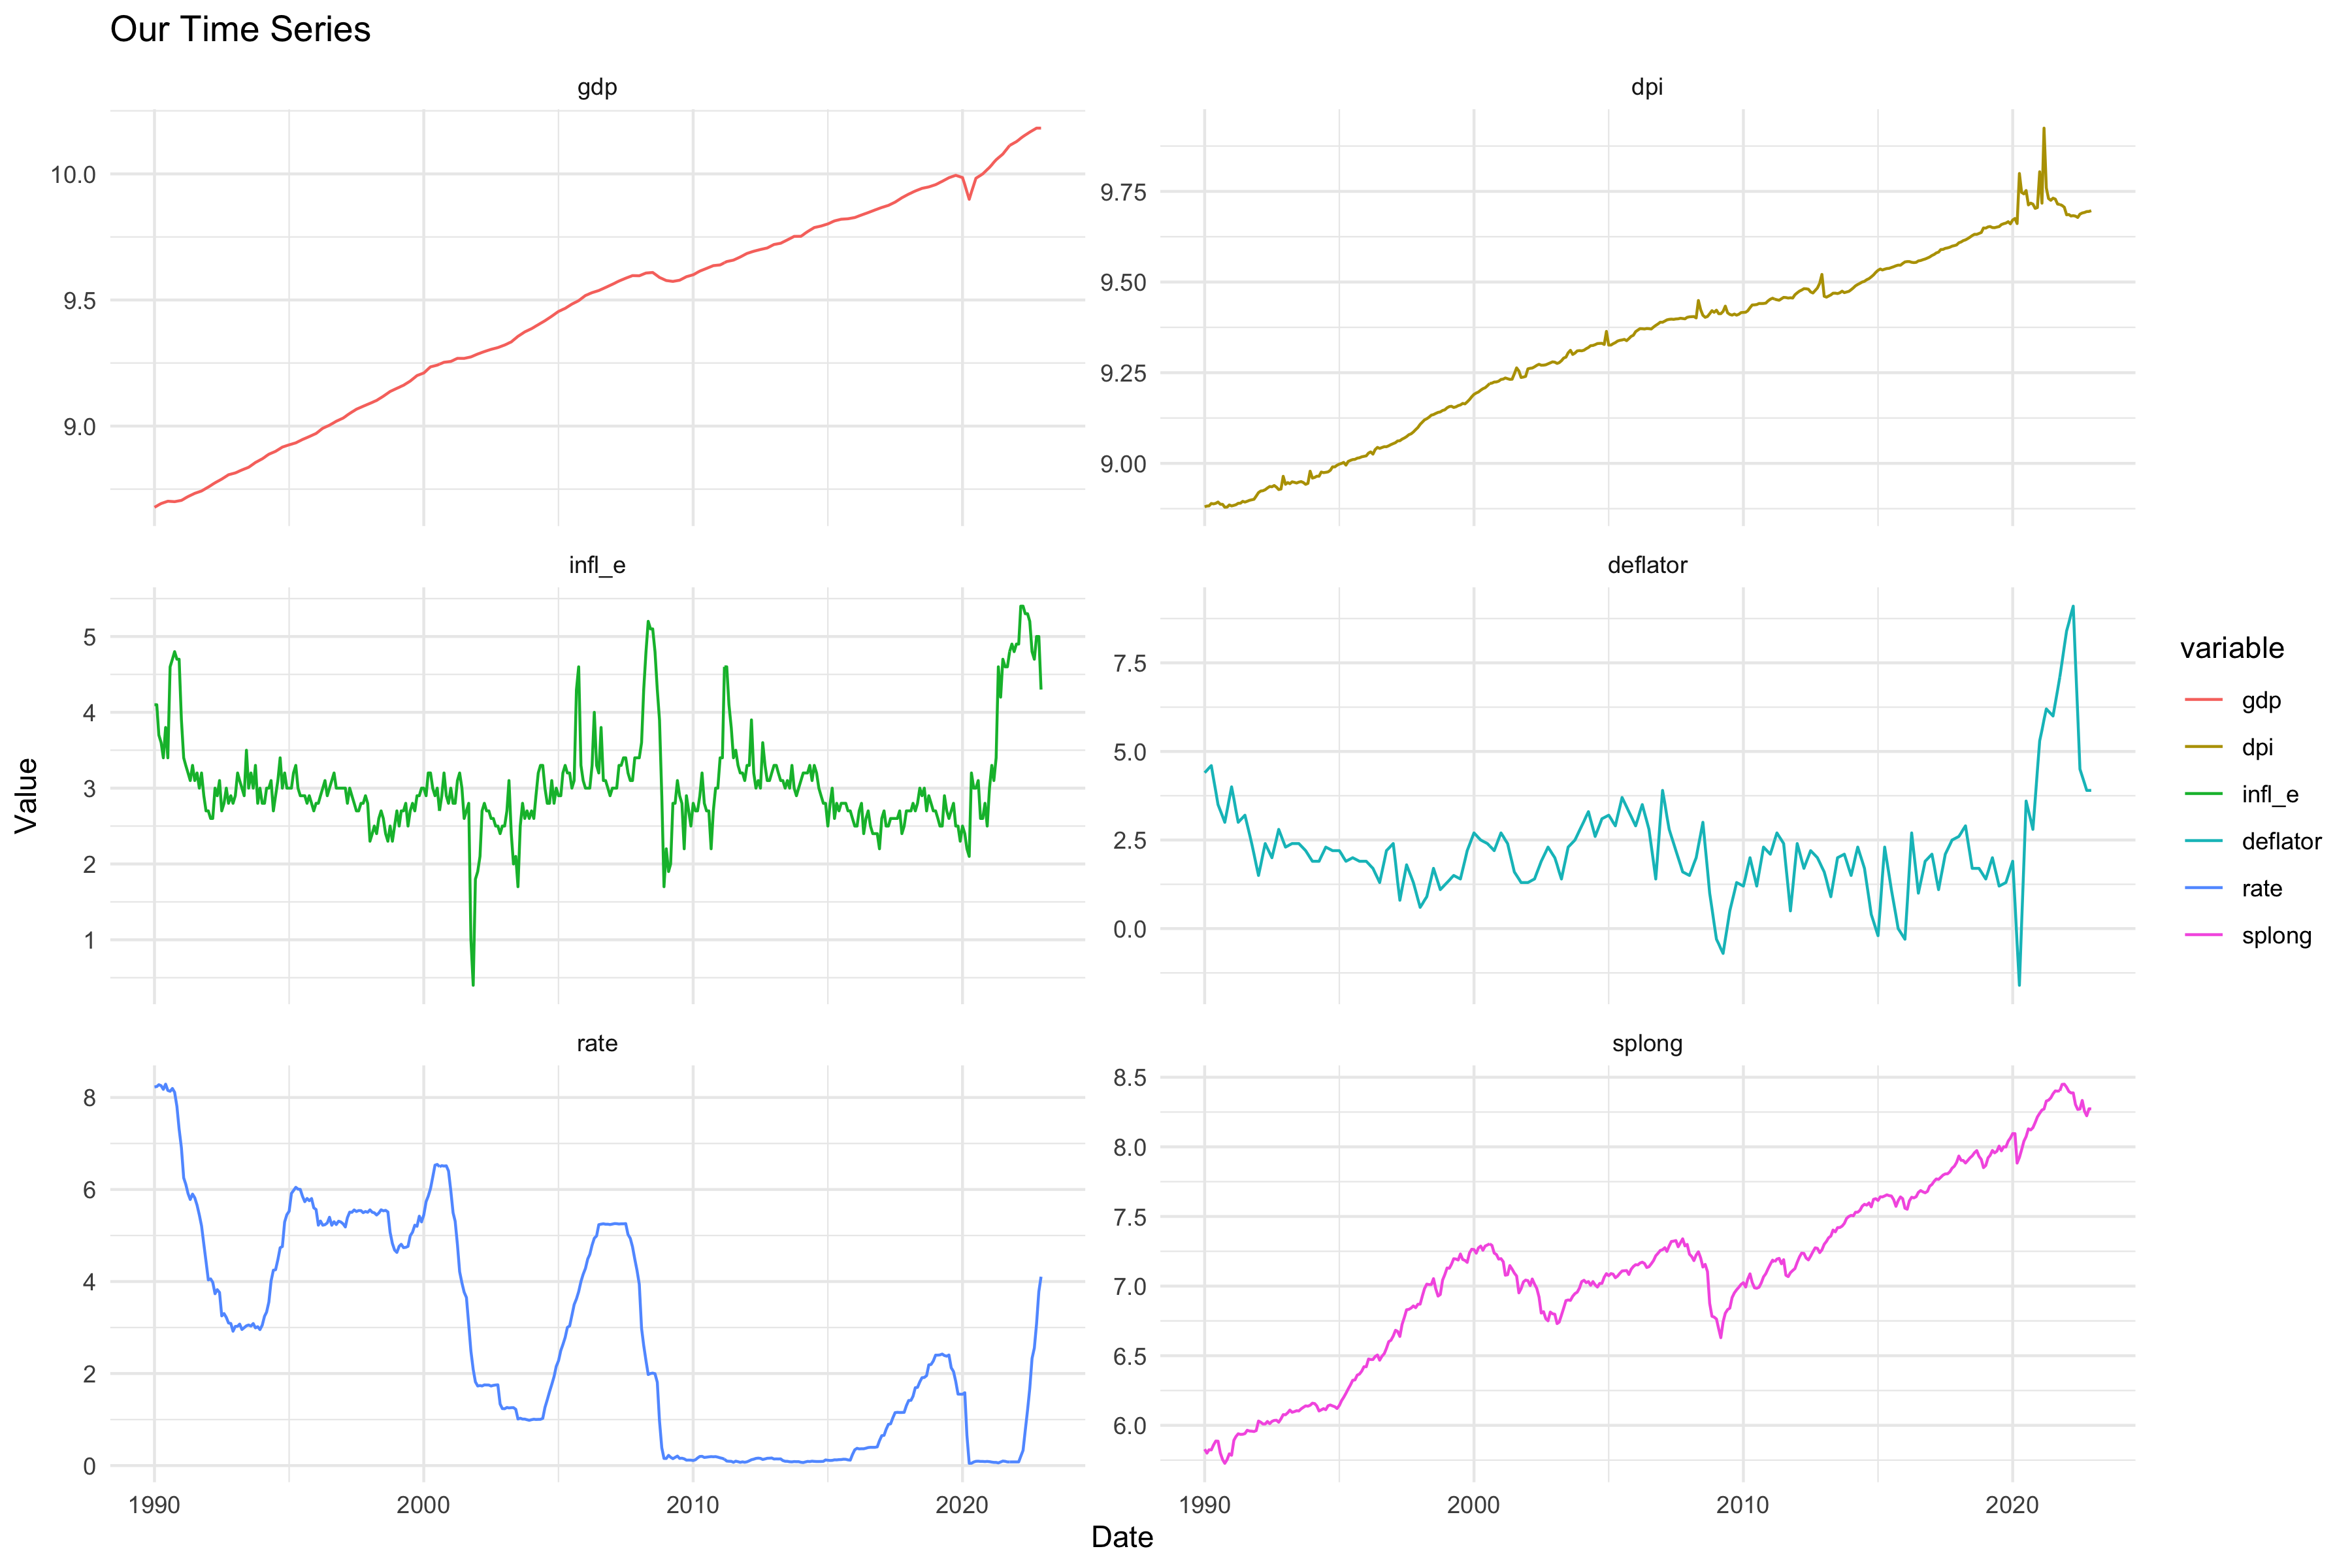 Our Time Series
gdp
10.0
9.5
9.0
dpi
9.75
9.50
9.25
9.00
infl_e
5
4
3
2
1
deflator
7.5
5.0
2.5
0.0
rate
8
6
4
2
0
1990 2000 2010 2020
splong
8.5
8.0
7.5
7.0
6.5
6.0
1990 2000 2010 2020
Value
Date
variable
gdp
dpi
infl_e
deflator
rate
splong